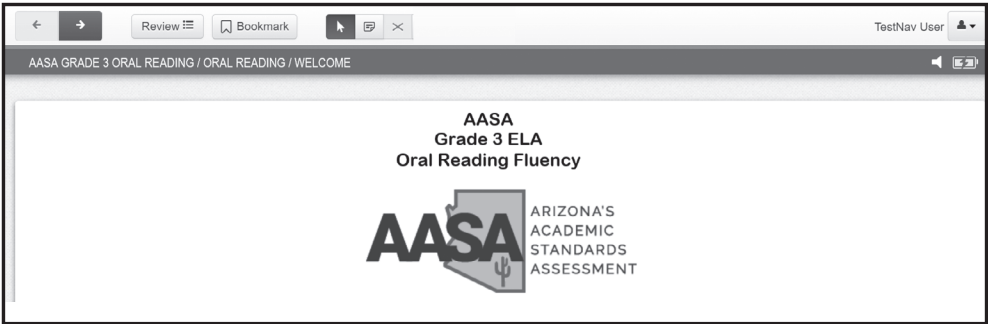 Review Bookmark TestNav User
AASA GRADE 3 ORAL READING / ORAL READING / WELCOME
AASA
Grade 3 ELA
Oral Reading Fluency
AASA
ARIZONA'S
ACADEMIC
STANDARDS
ASSESSMENT